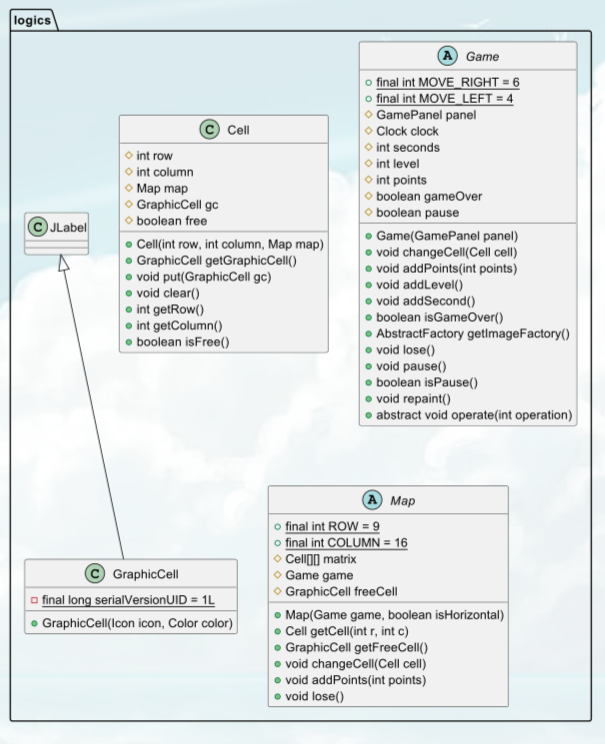 logics
C Cell
int row
int column
Map map
GraphicCell gc
boolean free
Cell(int row, int column, Map map)
GraphicCell getGraphicCell()
void put(GraphicCell gc)
void clear()
int getRow()
int getColumn()
boolean isFree()
A Game
final int MOVE_RIGHT = 6
final int MOVE_LEFT = 4
GamePanel panel
Clock clock
int seconds
int level
int points
boolean gameOver
boolean pause
Game(GamePanel panel)
void changeCell(Cell cell)
void addPoints(int points)
void addLevel()
void addSecond()
boolean isGameOver()
AbstractFactory getImageFactory()
void lose()
void pause()
boolean isPause()
void repaint()
abstract void operate(int operation)
C JLabel
C GraphicCell
final long serialVersionUID = 1L
GraphicCell(Icon icon, Color color)
A Map
final int ROW = 9
final int COLUMN = 16
Cell[][] matrix
Game game
GraphicCell freeCell
Map(Game game, boolean isHorizontal)
Cell getCell(int r, int c)
GraphicCell getFreeCell()
void changeCell(Cell cell)
void addPoints(int points)
void lose()